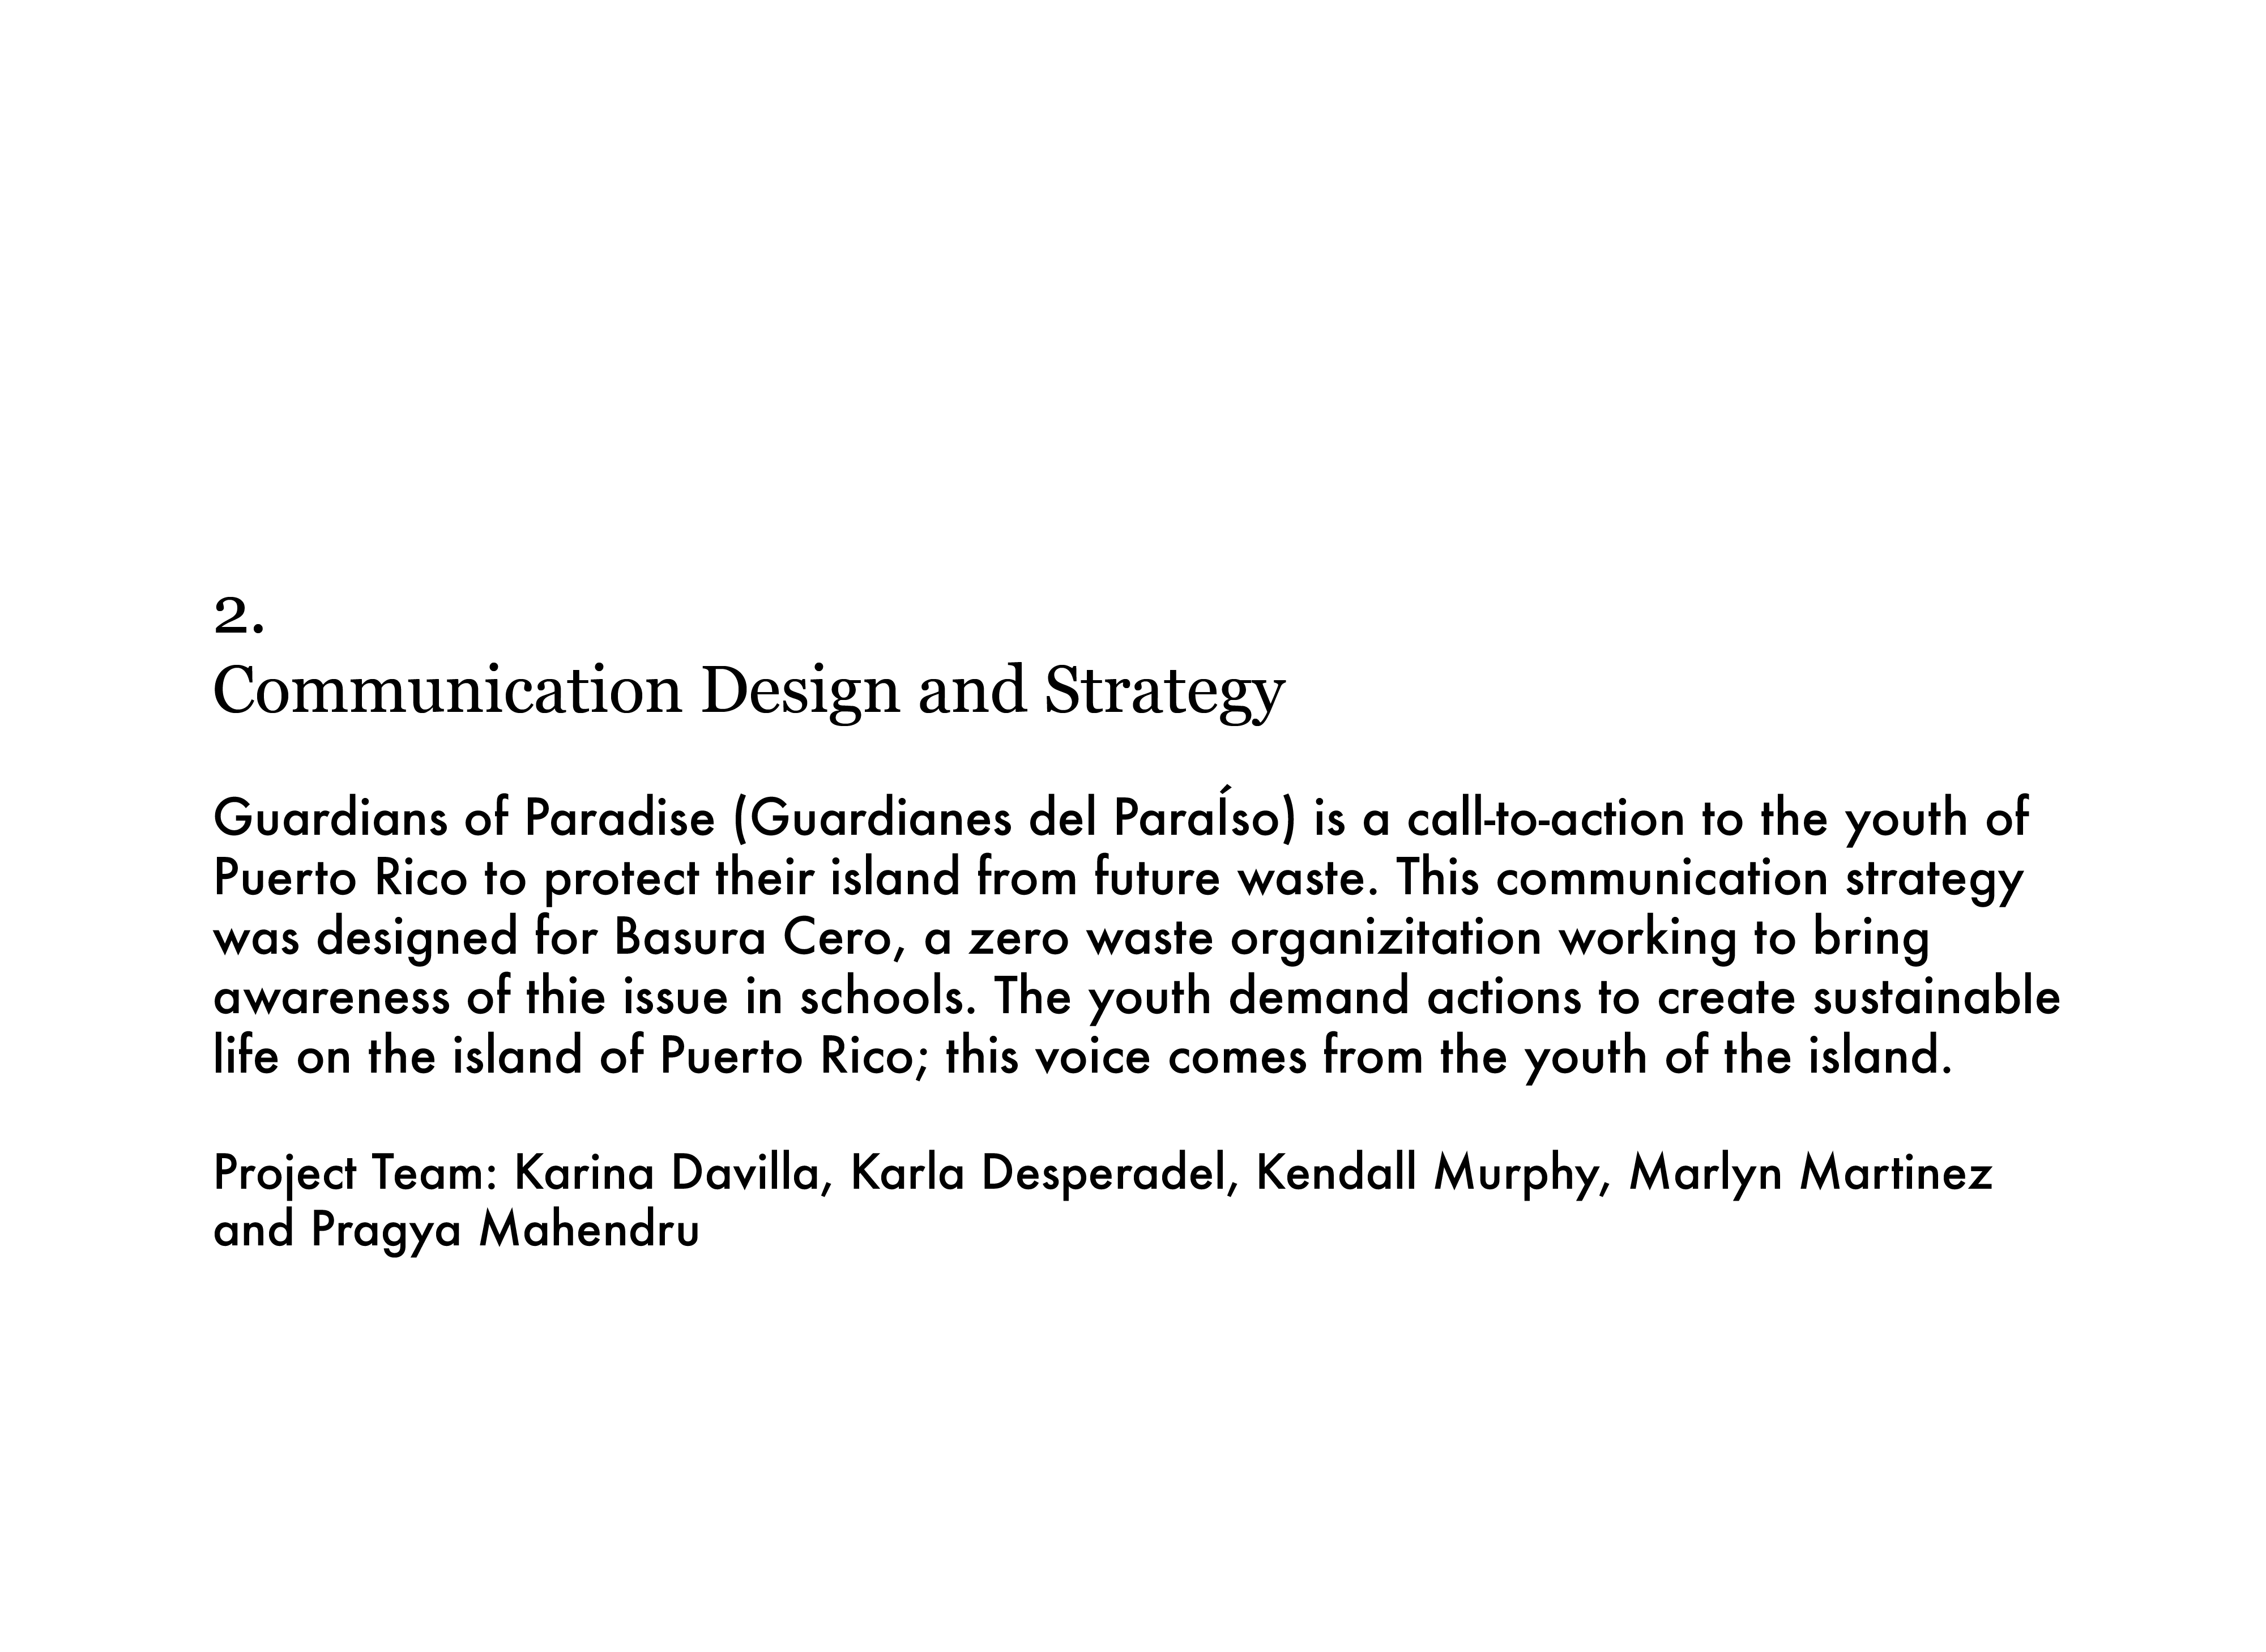 2.
Communication Design and Strategy
Guardians of Paradise (Guardianes del ParaÍso) is a call-to-action to the youth of
Puerto Rico to protect their island from future waste. This communication strategy
was designed for Basura Cero, a zero waste organizitation working to bring
awareness of thie issue in schools. The youth demand actions to create sustainable
life on the island of Puerto Rico; this voice comes from the youth of the island.
Project Team: Karina Davilla, Karla Desperadel, Kendall Murphy, Marlyn Martinez
and Pragya Mahendru